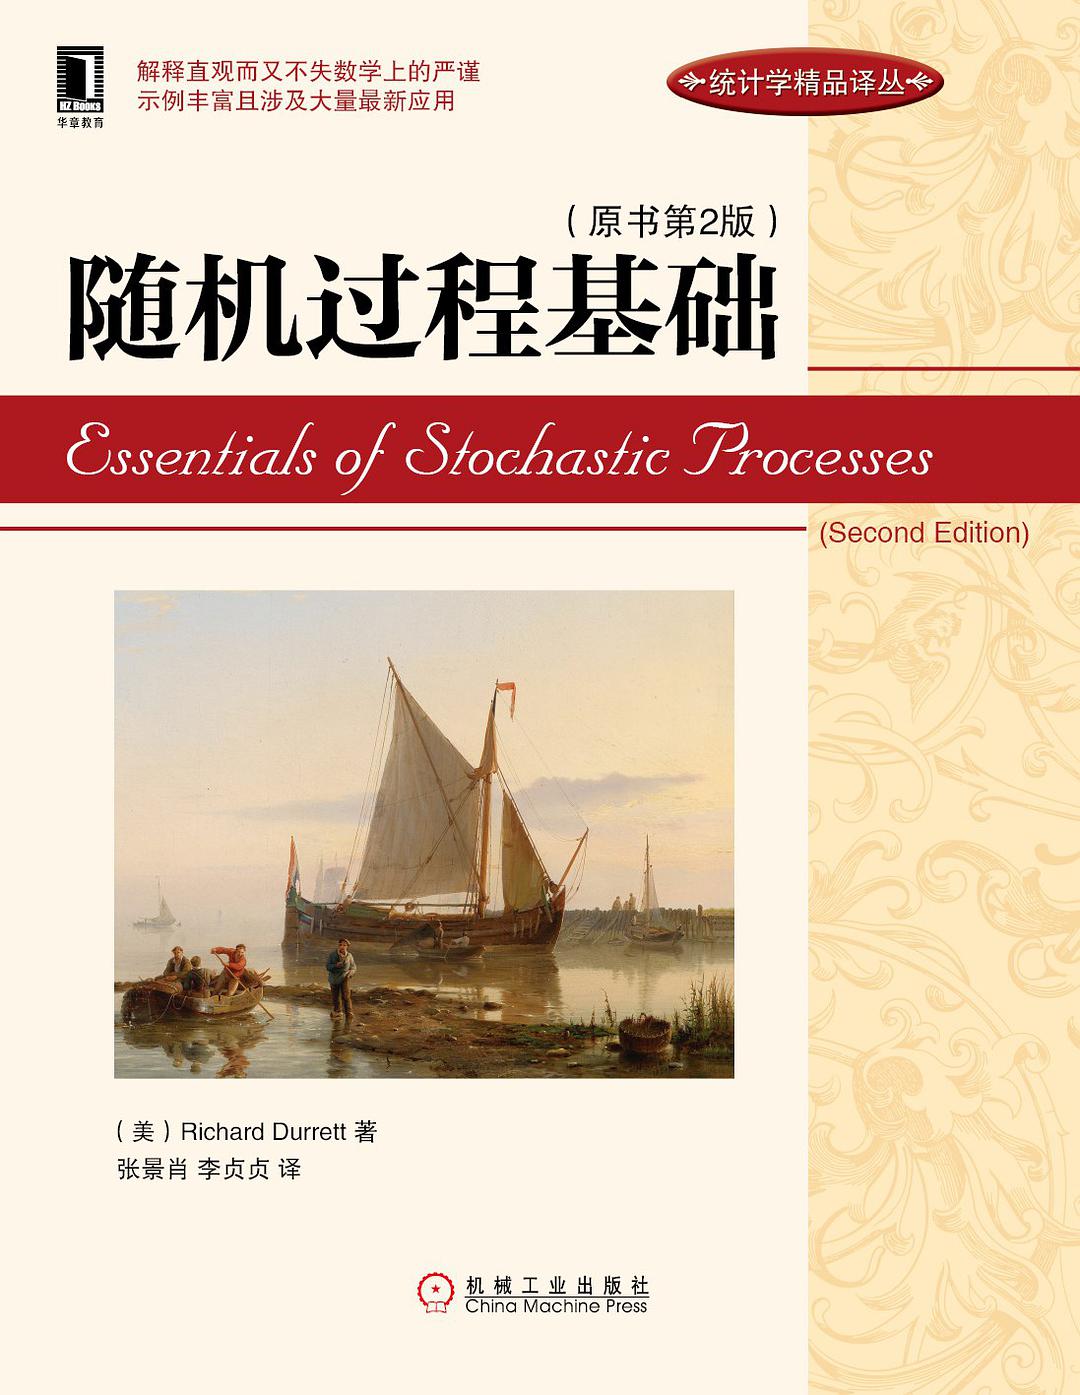 解释直观而又不失数学上的严谨
示例丰富且涉及大量最新应用
HZ Books
华章教育
统计学精品译丛
（原书第2版）
随机过程基础
Essentials of Stochastic Processes
(Second Edition)
（美）Richard Durrett 著
张景肖 李贞贞 译
机械工业出版社
China Machine Press